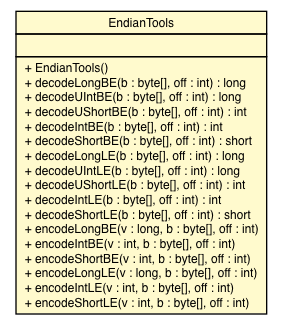 EndianTools
+ EndianTools()
+ decodeLongBE(b : byte[], off : int) : long
+ decodeUIntBE(b : byte[], off : int) : long
+ decodeUShortBE(b : byte[], off : int) : int
+ decodeIntBE(b : byte[], off : int) : int
+ decodeShortBE(b : byte[], off : int) : short
+ decodeLongLE(b : byte[], off : int) : long
+ decodeUIntLE(b : byte[], off : int) : long
+ decodeUShortLE(b : byte[], off : int) : int
+ decodeIntLE(b : byte[], off : int) : int
+ decodeShortLE(b : byte[], off : int) : short
+ encodeLongBE(v : long, b : byte[], off : int)
+ encodeIntBE(v : int, b : byte[], off : int)
+ encodeShortBE(v : int, b : byte[], off : int)
+ encodeLongLE(v : long, b : byte[], off : int)
+ encodeIntLE(v : int, b : byte[], off : int)
+ encodeShortLE(v : int, b : byte[], off : int)